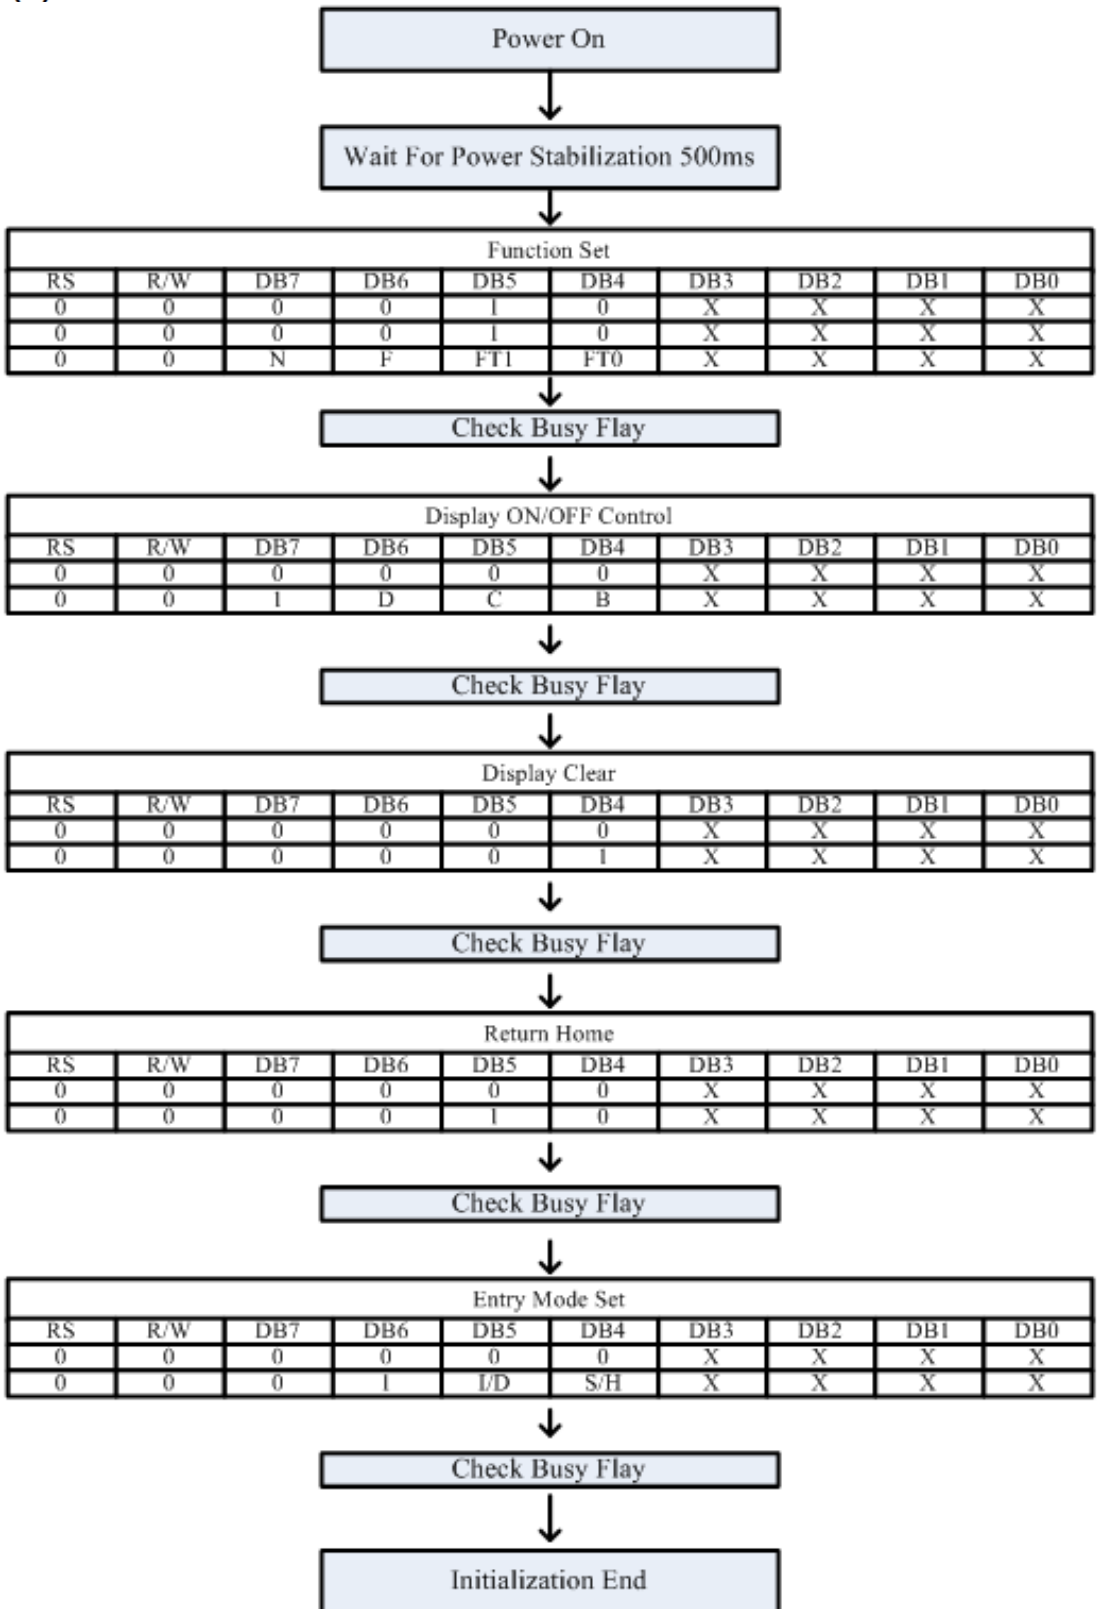 Power On
Wait For Power Stabilization 500ms
Function Set
RS R/W DB7 DB6 DB5 DB4 DB3 DB2 DB1 DB0
0 0 0 0 1 0 X X X X
0 0 0 0 1 0 X X X X
0 0 N F FT1 FT0 X X X X
Check Busy Flay
Display ON/OFF Control
RS R/W DB7 DB6 DB5 DB4 DB3 DB2 DB1 DB0
0 0 0 0 0 0 X X X X
0 0 1 D C B X X X X
Check Busy Flay
Display Clear
RS R/W DB7 DB6 DB5 DB4 DB3 DB2 DB1 DB0
0 0 0 0 0 0 X X X X
0 0 0 0 0 1 X X X X
Check Busy Flay
Return Home
RS R/W DB7 DB6 DB5 DB4 DB3 DB2 DB1 DB0
0 0 0 0 0 0 X X X X
0 0 0 0 1 0 X X X X
Check Busy Flay
Entry Mode Set
RS R/W DB7 DB6 DB5 DB4 DB3 DB2 DB1 DB0
0 0 0 0 0 0 X X X X
0 0 0 1 I/D S/H X X X X
Check Busy Flay
Initialization End